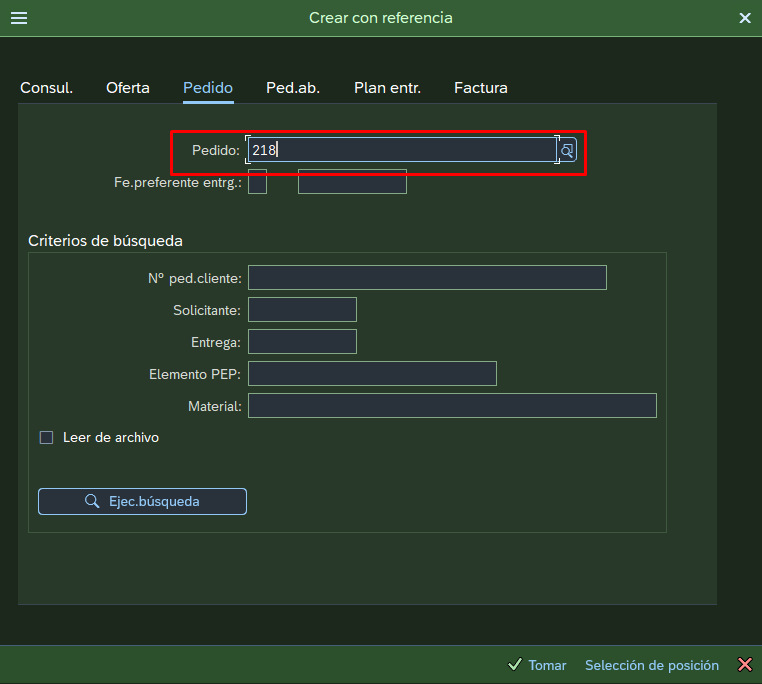 Crear con referencia
Consul. Oferta Pedido Ped.ab. Plan entr. Factura
Pedido: 218
Fe.preferente entrg.:
Criterios de búsqueda
Nº ped.cliente:
Solicitante:
Entrega:
Elemento PEP:
Material:
Leer de archivo
Ejec.búsqueda
Tomar Selección de posición